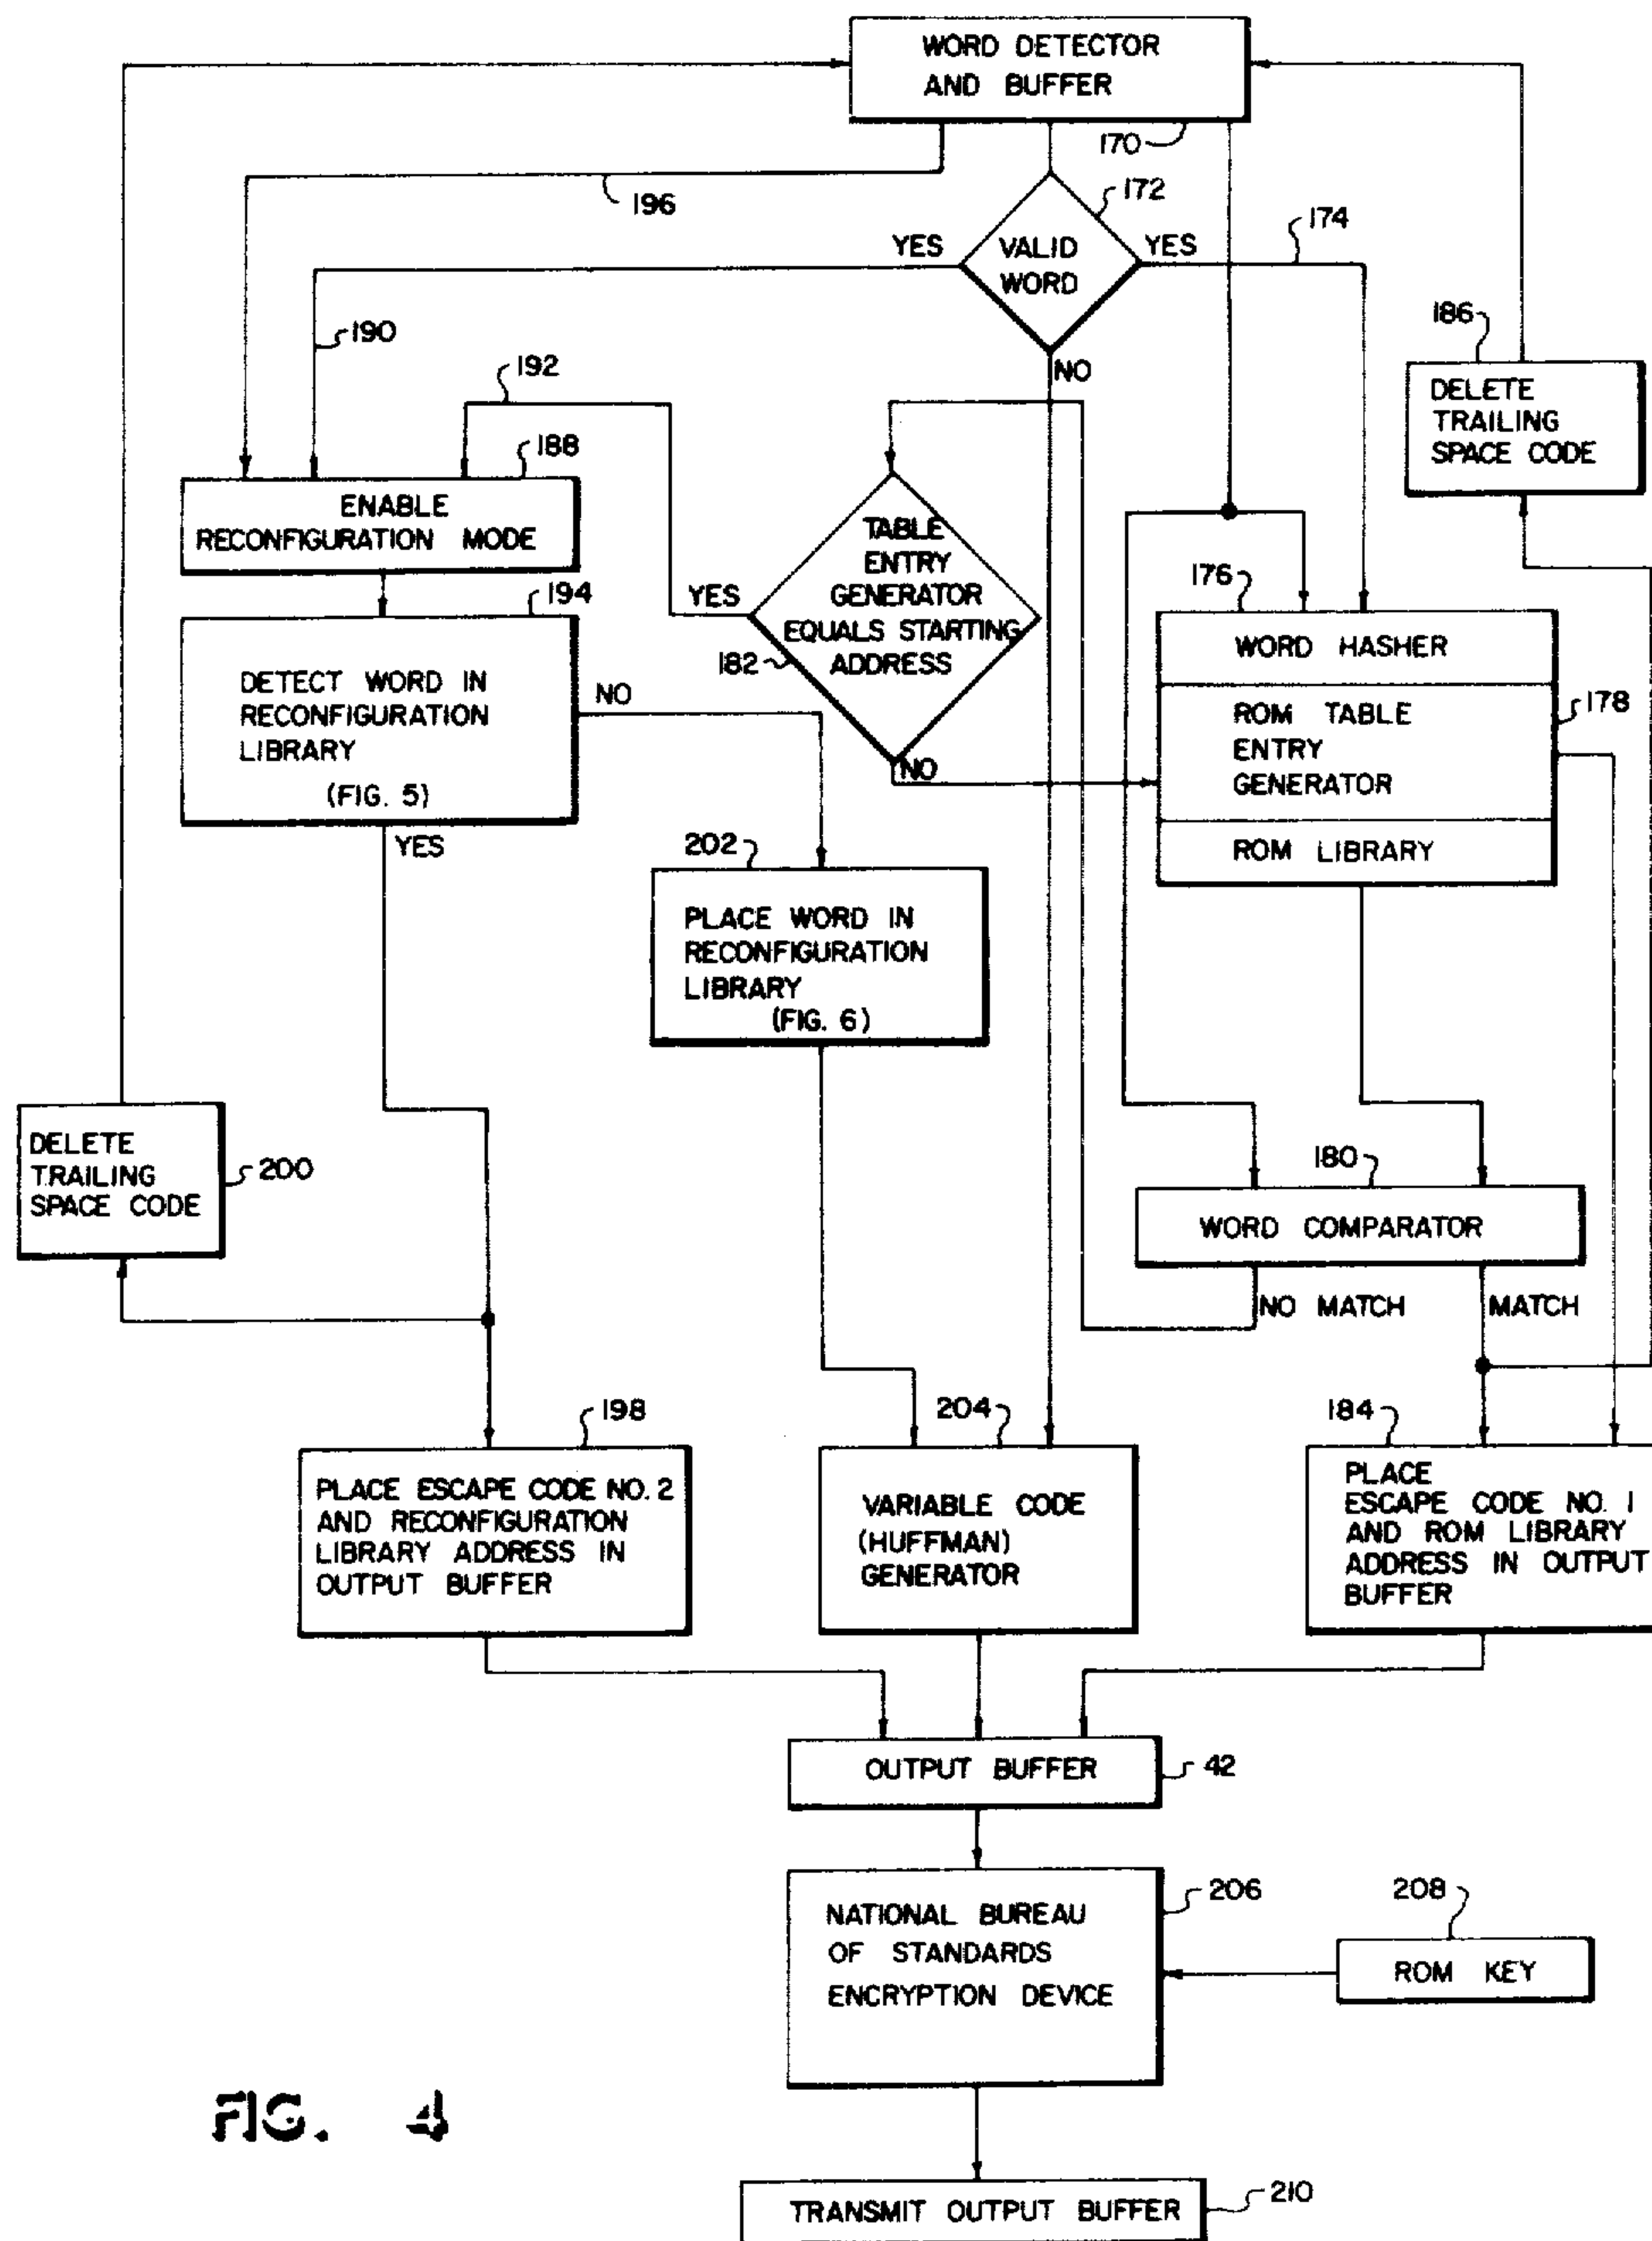 WORD DETECTOR
AND BUFFER
170
196
172
174
YES
VALID
WORD
YES
NO
190
192
186
DELETE
TRAILING
SPACE CODE
188
ENABLE
RECONFIGURATION MODE
TABLE
ENTRY
GENERATOR
EQUALS STARTING
ADDRESS
YES
182
NO
176
WORD HASHER
ROM TABLE
ENTRY
GENERATOR
178
ROM LIBRARY
194
DETECT WORD IN
RECONFIGURATION
LIBRARY
(FIG. 5)
NO
YES
202
PLACE WORD IN
RECONFIGURATION
LIBRARY
(FIG. 6)
DELETE
TRAILING
SPACE CODE
200
180
WORD COMPARATOR
NO MATCH
MATCH
198
PLACE ESCAPE CODE NO. 2
AND RECONFIGURATION
LIBRARY ADDRESS IN
OUTPUT BUFFER
204
VARIABLE CODE
(HUFFMAN)
GENERATOR
184
PLACE
ESCAPE CODE NO. 1
AND ROM LIBRARY
ADDRESS IN OUTPUT
BUFFER
OUTPUT BUFFER
42
NATIONAL BUREAU
OF STANDARDS
ENCRYPTION DEVICE
206
208
ROM KEY
FIG. 4
TRANSMIT OUTPUT BUFFER
210